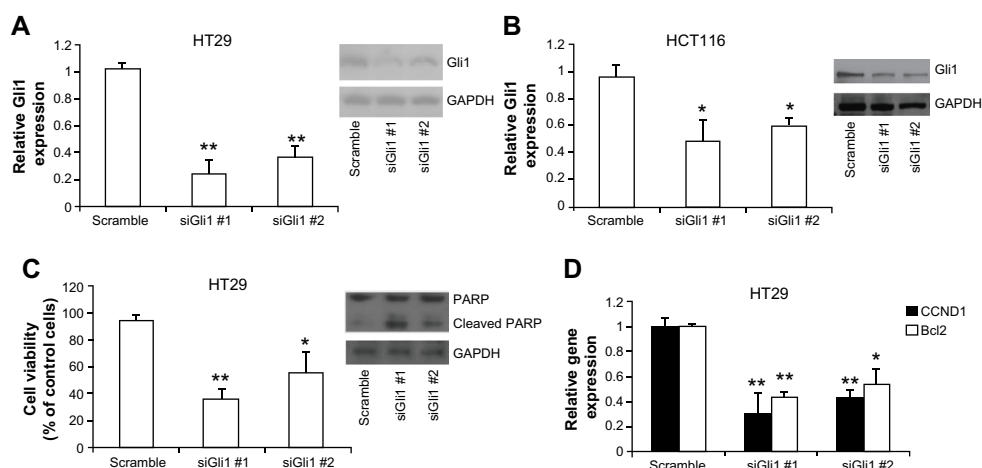 A
HT29
Relative Gli1
expression
1.2
1
0.8
0.6
0.4
0.2
0
**
**
Scramble
siGli1 #1
siGli1 #2
Gli1
GAPDH
Scramble
siGli1 #1
siGli1 #2
B
HCT116
Relative Gli1
expression
1.2
1
0.8
0.6
0.4
0.2
0
*
*
Scramble
siGli1 #1
siGli1 #2
Gli1
GAPDH
Scramble
siGli1 #1
siGli1 #2
C
HT29
Cell viability
(% of control cells)
120
100
80
60
40
20
0
**
*
Scramble
siGli1 #1
siGli1 #2
PARP
Cleaved PARP
GAPDH
Scramble
siGli1 #1
siGli1 #2
D
HT29
CCND1
Bcl2
Relative gene
expression
1.2
1
0.8
0.6
0.4
0.2
0
**
**
**
*
Scramble
siGli1 #1
siGli1 #2